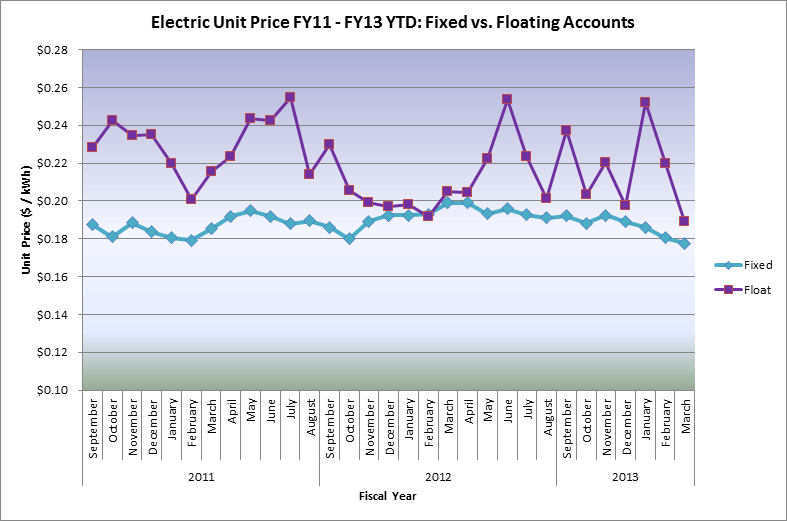 Electric Unit Price FY11 - FY13 YTD: Fixed vs. Floating Accounts
$0.28
$0.26
$0.24
$0.22
$0.20
$0.18
$0.16
$0.14
$0.12
$0.10
Unit Price ($ / kWh)
Fixed
Float
September
October
November
December
January
February
March
April
May
June
July
August
September
October
November
December
January
February
March
April
May
June
July
August
September
October
November
December
January
February
March
2011
2012
2013
Fiscal Year